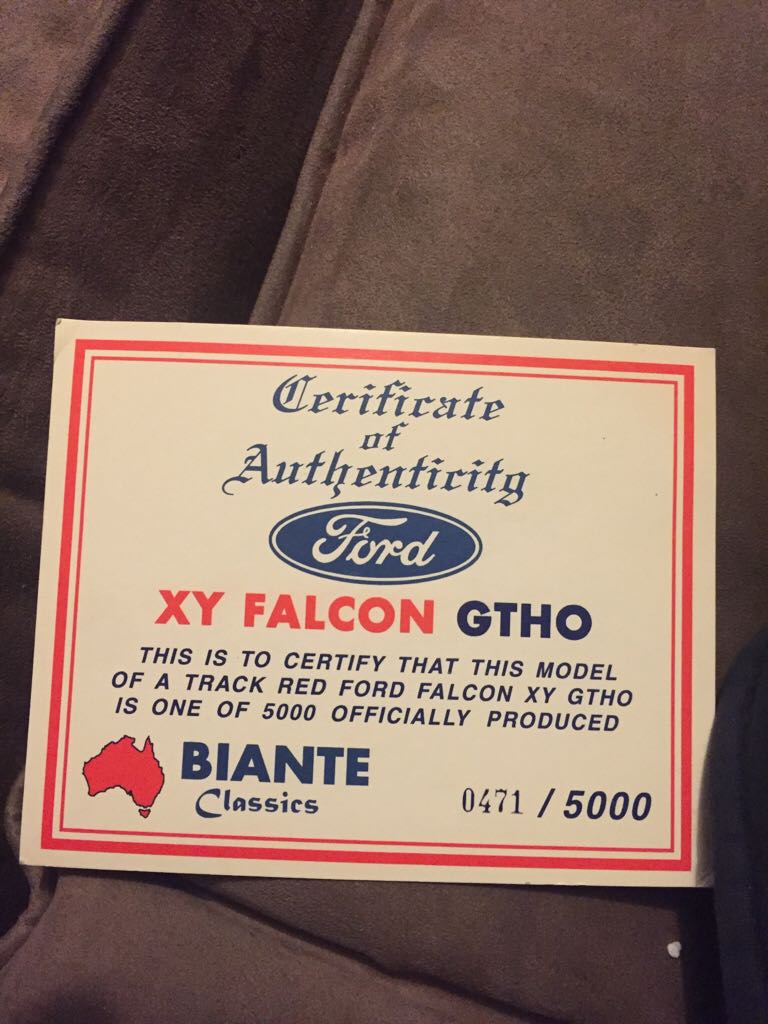 Cerificate
of
Authenticity
Ford
XY FALCON GTHO
THIS IS TO CERTIFY THAT THIS MODEL
OF A TRACK RED FORD FALCON XY GTHO
IS ONE OF 5000 OFFICIALLY PRODUCED
BIANTE
Classics
0471 / 5000